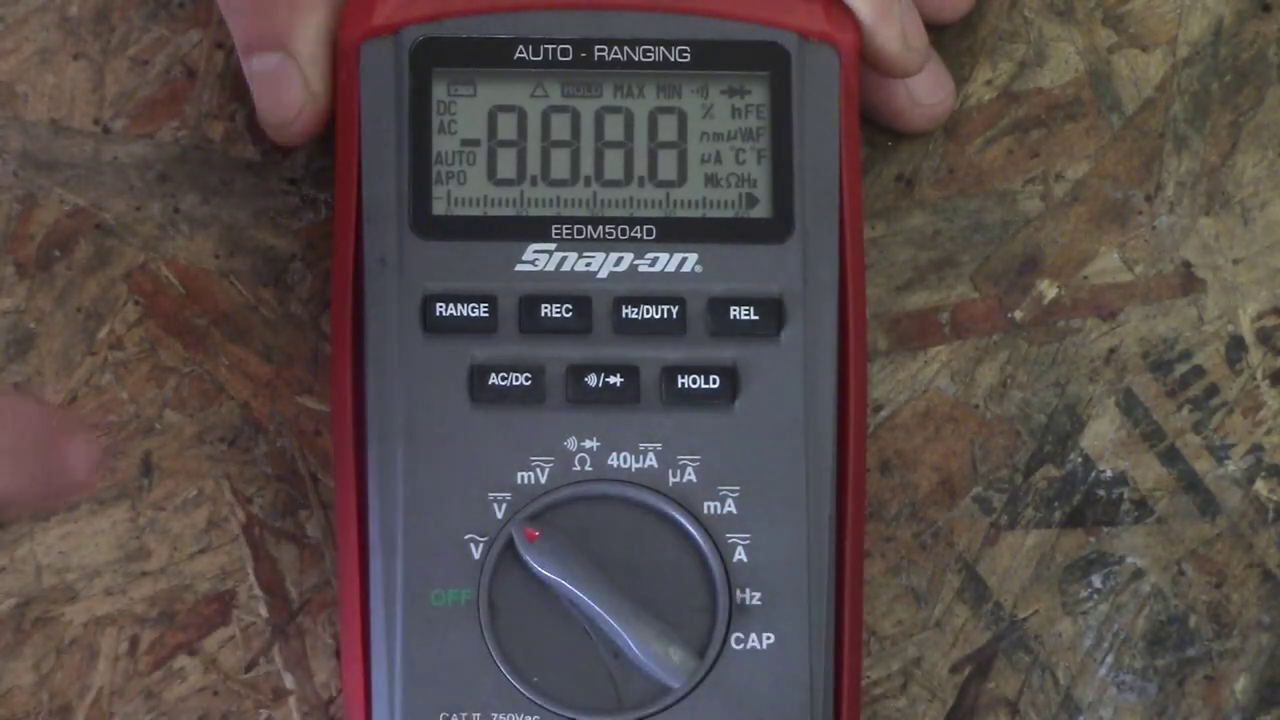 AUTO - RANGING
HOLD MAX MIN
DC
AC
AUTO
APO
-8.8.8.8
% hFE
nmµVAF
µA °C °F
MkΩHz
EEDM504D
Snap-on®
RANGE REC Hz/DUTY REL
AC/DC HOLD
V
V
mV
Ω
40µA
µA
mA
A
OFF
Hz
CAP
CAT II 750Vac